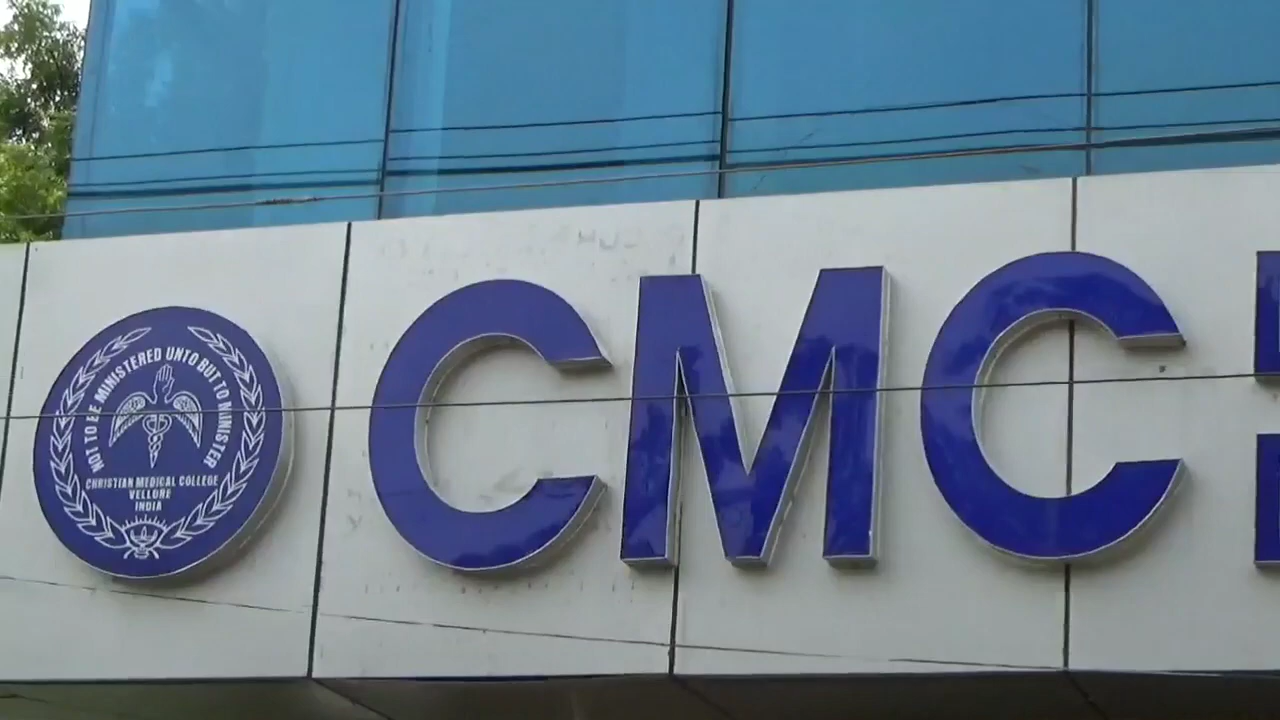 NOT TO BE MINISTERED UNTO BUT TO MINISTER
CHRISTIAN MEDICAL COLLEGE
VELLORE
INDIA
CMC